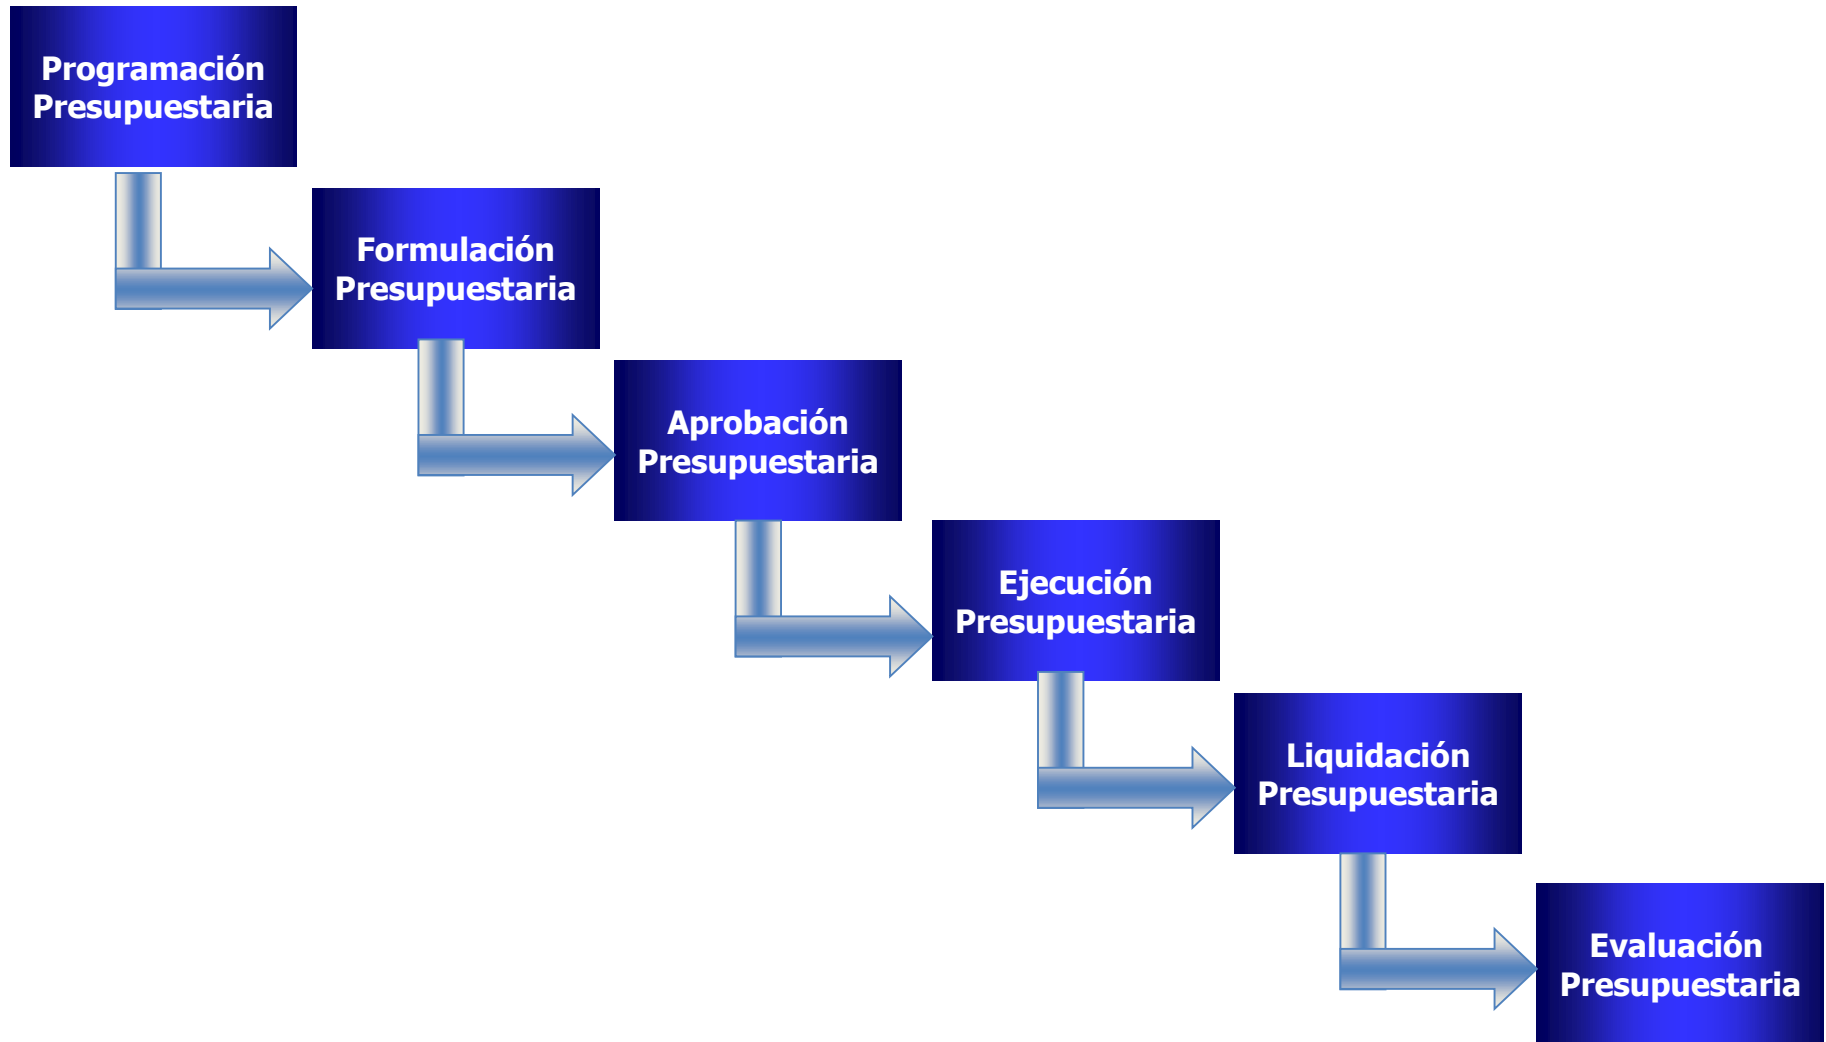 Programación
Presupuestaria
Formulación
Presupuestaria
Aprobación
Presupuestaria
Ejecución
Presupuestaria
Liquidación
Presupuestaria
Evaluación
Presupuestaria